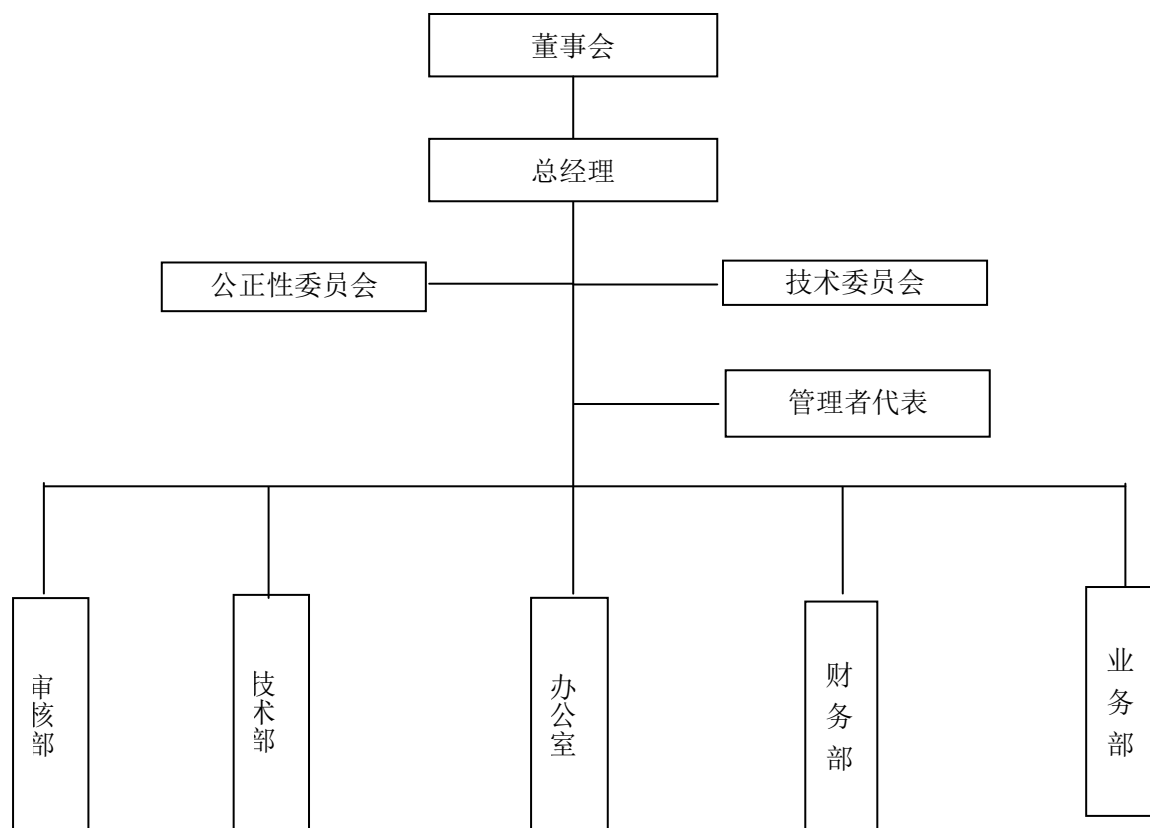 董事会
总经理
公正性委员会
技术委员会
管理者代表
审核部
技术部
办公室
财务部
业务部